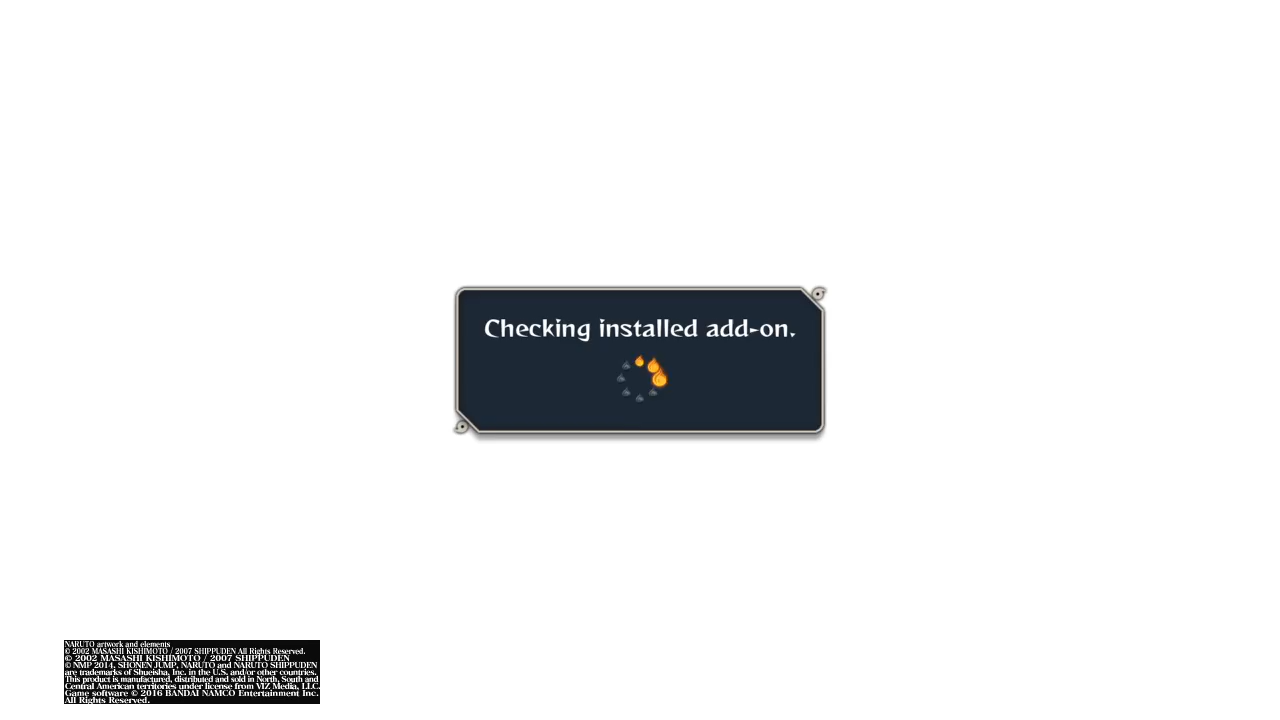 Checking installed add-on.
NARUTO artwork and elements
© 2002 MASASHI KISHIMOTO / 2007 SHIPPUDEN All Rights Reserved.
© 2002 MASASHI KISHIMOTO / 2007 SHIPPUDEN
© NMP 2014, SHONEN JUMP, NARUTO and NARUTO SHIPPUDEN
are trademarks of Shueisha, Inc. in the U.S. and/or other countries.
This product is manufactured, distributed and sold in North, South and
Central American territories under license from VIZ Media, LLC.
Game software © 2016 BANDAI NAMCO Entertainment Inc.
All Rights Reserved.